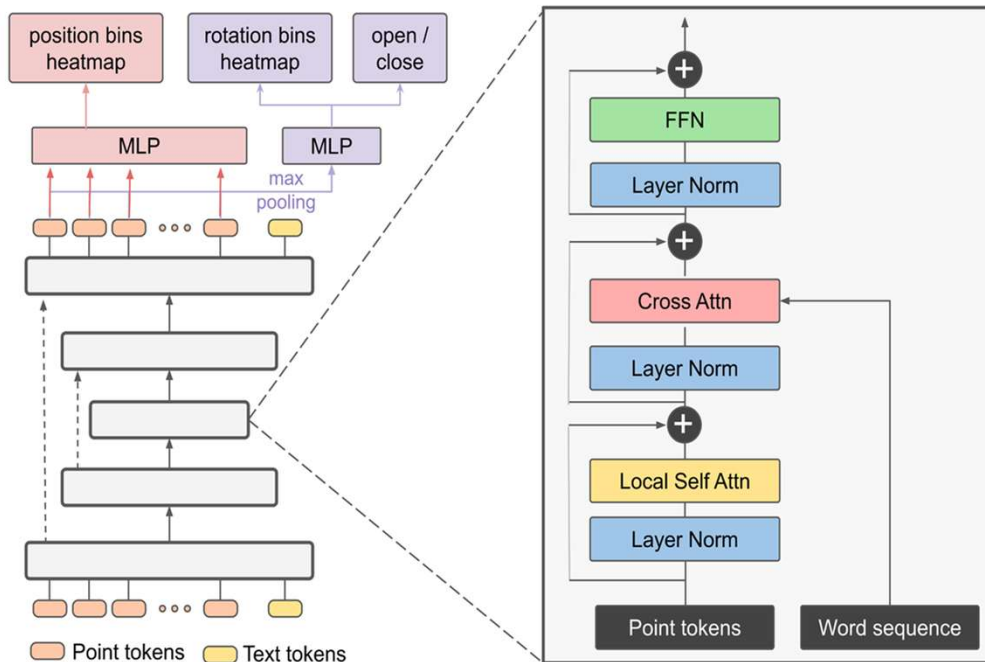 position bins
heatmap
rotation bins
heatmap
open /
close
MLP
MLP
max
pooling
Point tokens
Text tokens
+
FFN
Layer Norm
+
Cross Attn
Layer Norm
+
Local Self Attn
Layer Norm
Point tokens
Word sequence